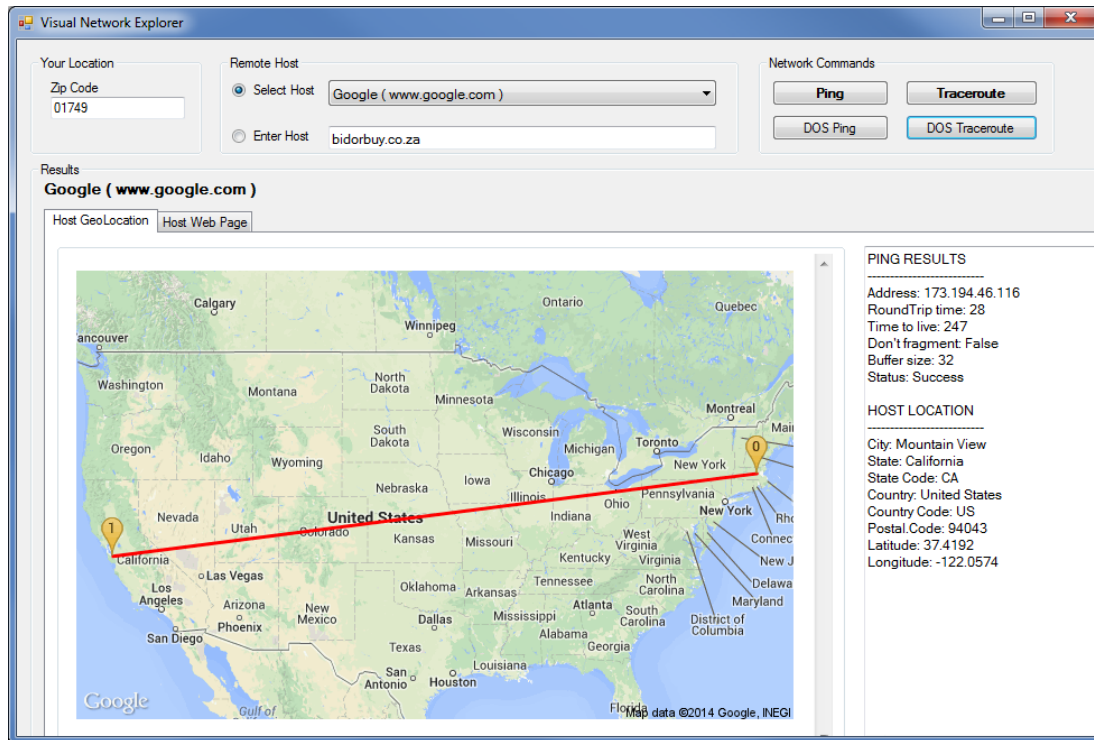 Visual Network Explorer
Your Location
Zip Code
01749
Remote Host
Select Host
Google ( www.google.com )
Enter Host
bidorbuy.co.za
Network Commands
Ping
Traceroute
DOS Ping
DOS Traceroute
Results
Google ( www.google.com )
Host GeoLocation
Host Web Page
Calgary
Ontario
Quebec
Winnipeg
ancouver
Washington
Montana
North
Dakota
Minnesota
Montreal
Mai
Oregon
Idaho
Wyoming
South
Dakota
Wisconsin
Michigan
Toronto
0
New York
Chicago
Nebraska
Iowa
Illinois
Indiana
Ohio
Pennsylvania
New York
Rho
1
Nevada
Utah
Colorado
United States
Kansas
Missouri
West
Virginia
Connec
California
Kentucky
Virginia
New J
Las Vegas
Los
Angeles
Arizona
Phoenix
New
Mexico
Oklahoma
Arkansas
Tennessee
North
Carolina
Delawa
Maryland
San Diego
Dallas
Mississippi
Atlanta
South
Carolina
District of
Columbia
Alabama
Georgia
Texas
San
Antonio
Houston
Louisiana
Google
Gulf of
Florida
Map data ©2014 Google, INEGI
PING RESULTS
---------------------------
Address: 173.194.46.116
RoundTrip time: 28
Time to live: 247
Don't fragment: False
Buffer size: 32
Status: Success
HOST LOCATION
---------------------------
City: Mountain View
State: California
State Code: CA
Country: United States
Country Code: US
Postal.Code: 94043
Latitude: 37.4192
Longitude: -122.0574